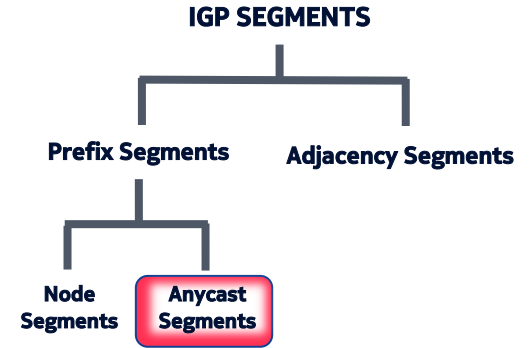 IGP SEGMENTS
Prefix Segments
Adjacency Segments
Node
Segments
Anycast
Segments